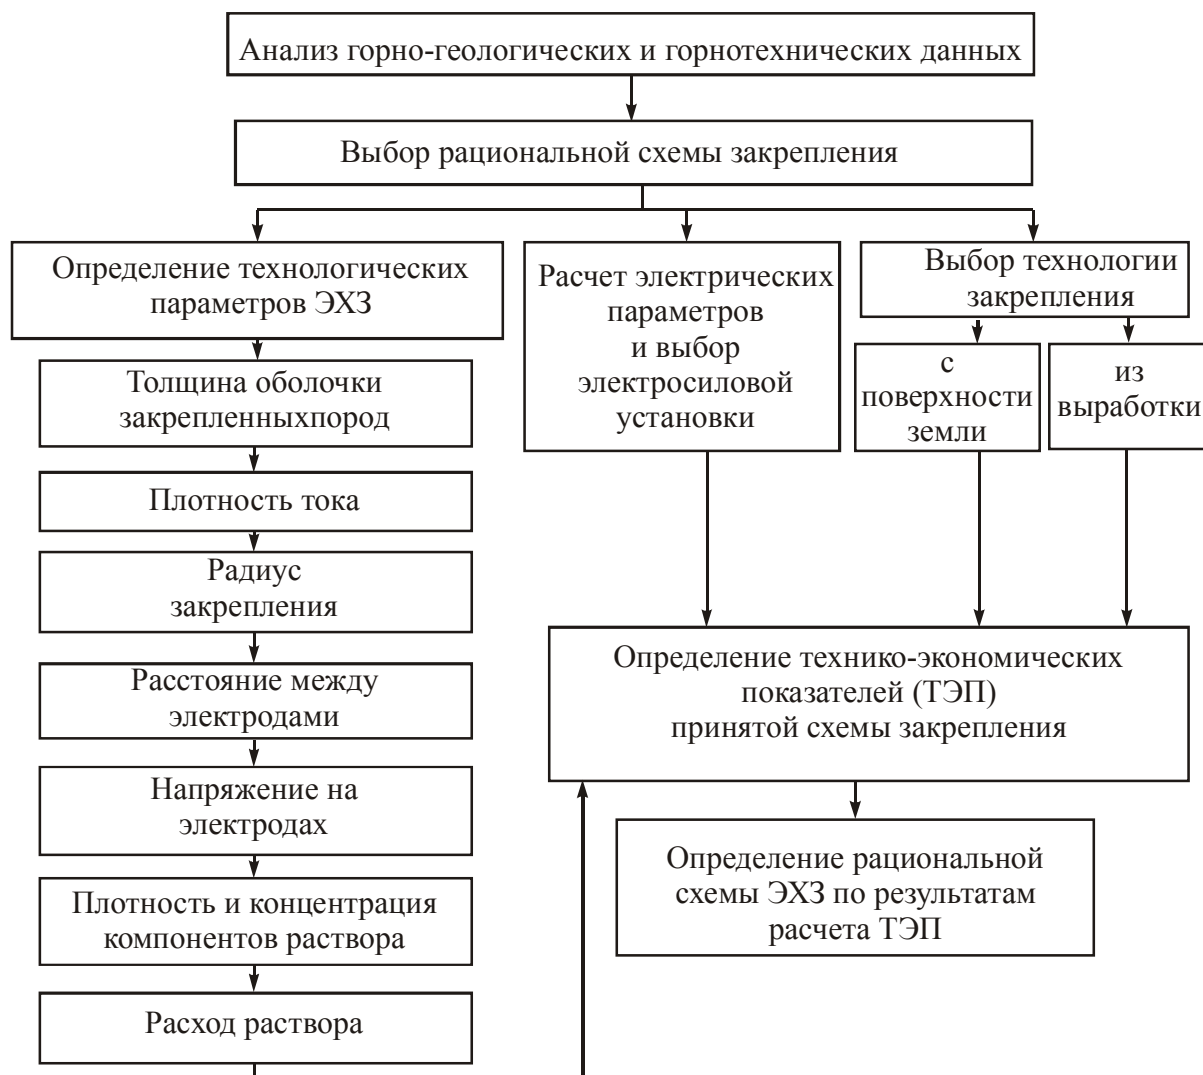 Анализ горно-геологических и горнотехнических данных
Выбор рациональной схемы закрепления
Определение технологических
параметров ЭХЗ
Толщина оболочки
закрепленныхпород
Плотность тока
Радиус
закрепления
Расстояние между
электродами
Напряжение на
электродах
Плотность и концентрация
компонентов раствора
Расход раствора
Расчет электрических
параметров
и выбор
электросиловой
установки
Выбор технологии
закрепления
с
поверхности
земли
из
выработки
Определение технико-экономических
показателей (ТЭП)
принятой схемы закрепления
Определение рациональной
схемы ЭХЗ по результатам
расчета ТЭП